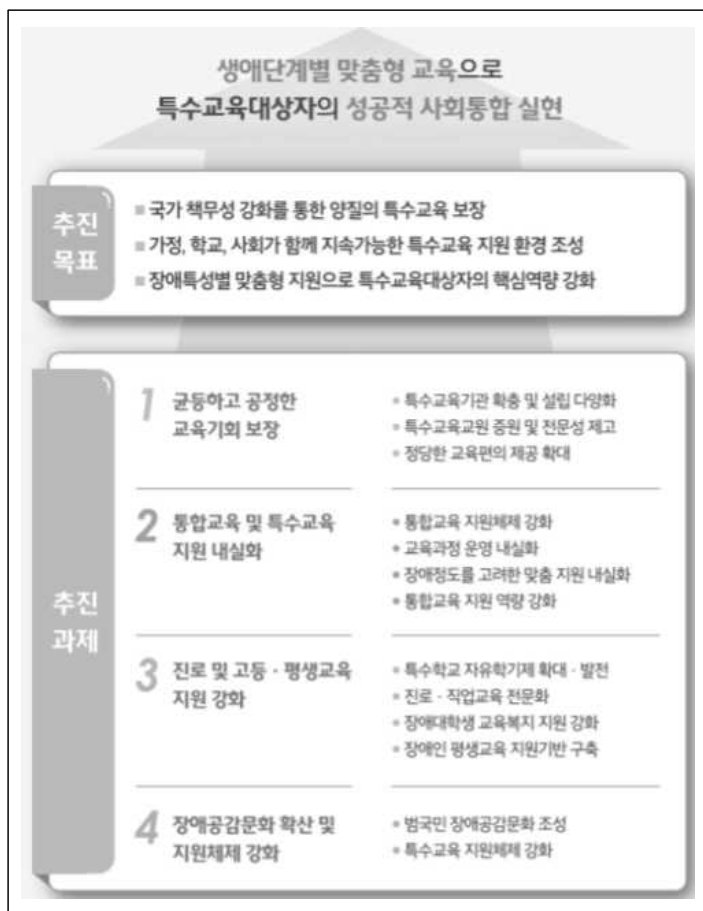 생애단계별 맞춤형 교육으로
특수교육대상자의 성공적 사회통합 실현
추진
목표
■ 국가 책무성 강화를 통한 양질의 특수교육 보장
■ 가정, 학교, 사회가 함께 지속가능한 특수교육 지원 환경 조성
■ 장애특성별 맞춤형 지원으로 특수교육대상자의 핵심역량 강화
추진
과제
1 균등하고 공정한
교육기회 보장
• 특수교육기관 확충 및 설립 다양화
• 특수교육교원 증원 및 전문성 제고
• 정당한 교육편의 제공 확대
2 통합교육 및 특수교육
지원 내실화
• 통합교육 지원체제 강화
• 교육과정 운영 내실화
• 장애정도를 고려한 맞춤 지원 내실화
• 통합교육 지원 역량 강화
3 진로 및 고등 · 평생교육
지원 강화
• 특수학교 자유학기제 확대 · 발전
• 진로 · 직업교육 전문화
• 장애대학생 교육복지 지원 강화
• 장애인 평생교육 지원기반 구축
4 장애공감문화 확산 및
지원체제 강화
• 범국민 장애공감문화 조성
• 특수교육 지원체제 강화